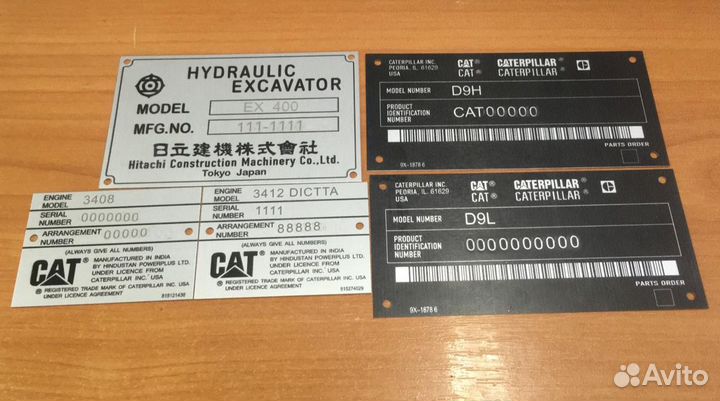 HYDRAULIC
EXCAVATOR
MODEL EX 400
MFG.NO. 111-1111
日立建機株式會社
Hitachi Construction Machinery Co.,Ltd.
Tokyo Japan
CATERPILLAR INC.
PEORIA, IL 61629
USA
CAT® CATERPILLAR®
CAT® CATERPILLAR®
MODEL NUMBER D9H
PRODUCT
IDENTIFICATION
NUMBER
CAT00000
PARTS ORDER
9X-1878 6
ENGINE
MODEL 3408
SERIAL
NUMBER 0000000
ARRANGEMENT
NUMBER 00000
(ALWAYS GIVE ALL NUMBERS)
CAT®
MANUFACTURED IN INDIA
BY HINDUSTAN POWERPLUS LTD.
UNDER LICENCE FROM
CATERPILLAR INC.' USA
® REGISTERED TRADE MARK OF CATERPILLAR INC. USA
UNDER LICENCE AGREEMENT
ENGINE
MODEL 3412 DICTTA
SERIAL
NUMBER 1111
ARRANGEMENT
NUMBER 88888
(ALWAYS GIVE ALL NUMBERS)
CAT®
MANUFACTURED IN INDIA
BY HINDUSTAN POWERPLUS LTD.
UNDER LICENCE FROM
CATERPILLAR INC.' USA
® REGISTERED TRADE MARK OF CATERPILLAR INC. USA
UNDER LICENCE AGREEMENT
CATERPILLAR INC.
PEORIA, IL 61629
USA
CAT® CATERPILLAR®
CAT® CATERPILLAR®
MODEL NUMBER D9L
PRODUCT
IDENTIFICATION
NUMBER
0000000000
PARTS ORDER
9X-1878 6
Avito